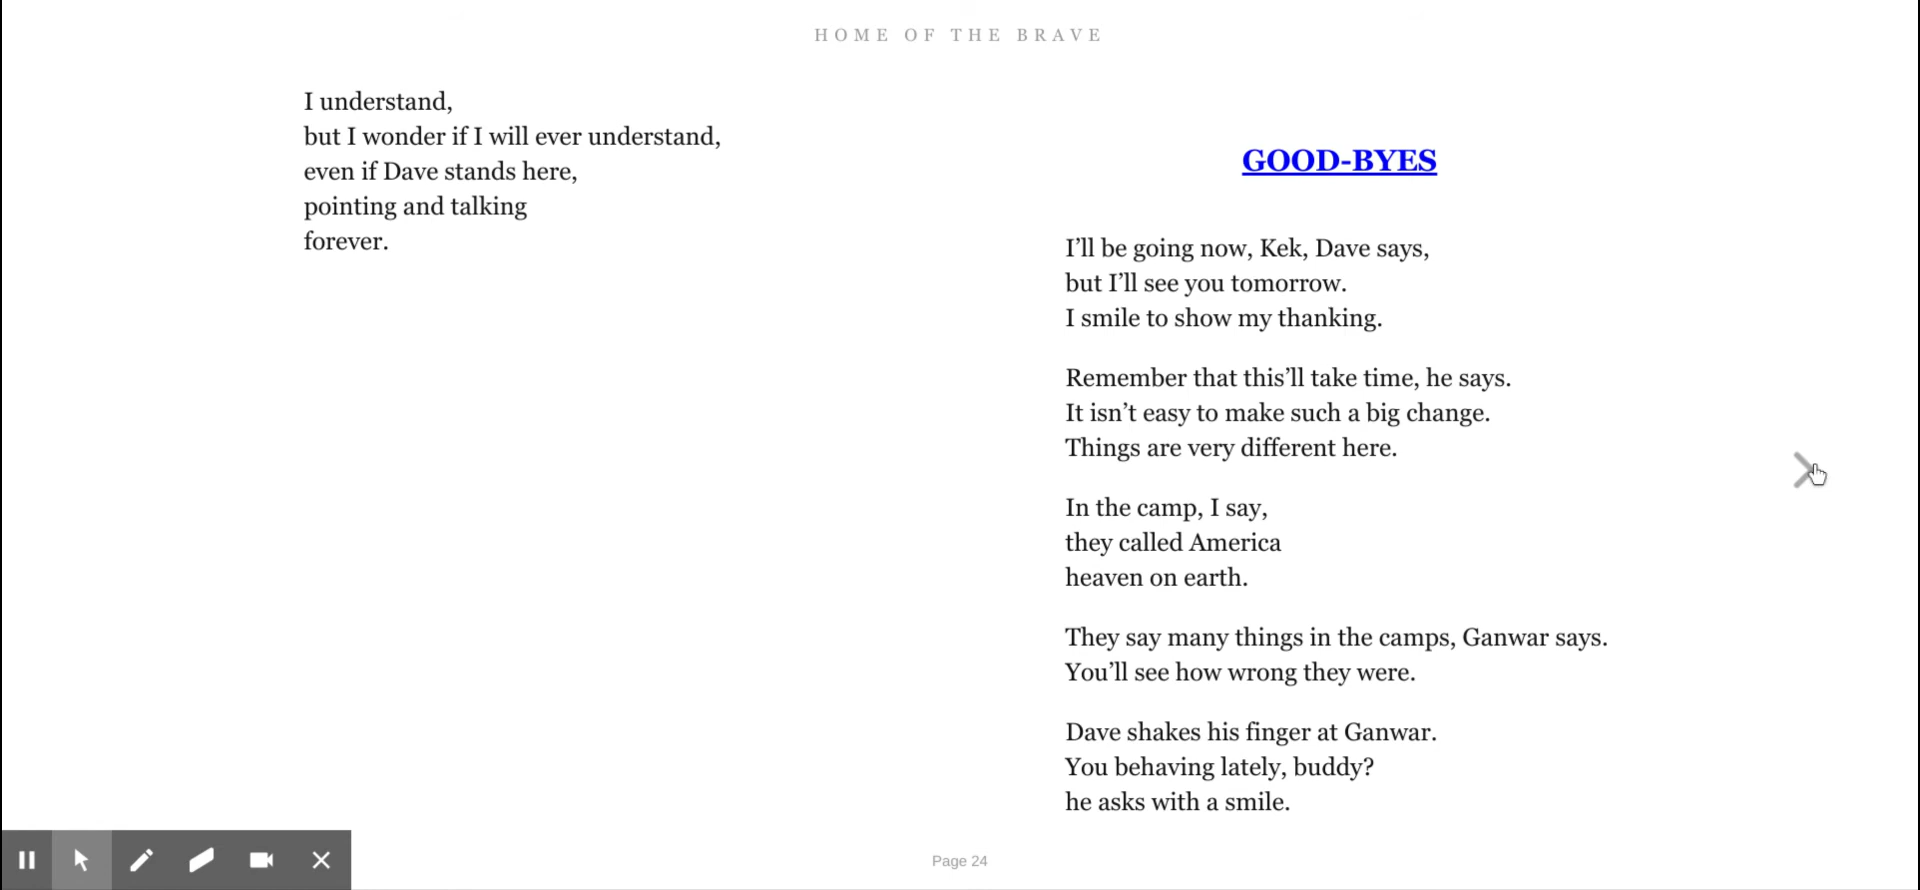 HOME OF THE BRAVE
I understand,
but I wonder if I will ever understand,
even if Dave stands here,
pointing and talking
forever.
GOOD-BYES
I’ll be going now, Kek, Dave says,
but I’ll see you tomorrow.
I smile to show my thanking.
Remember that this’ll take time, he says.
It isn’t easy to make such a big change.
Things are very different here.
In the camp, I say,
they called America
heaven on earth.
They say many things in the camps, Ganwar says.
You’ll see how wrong they were.
Dave shakes his finger at Ganwar.
You behaving lately, buddy?
he asks with a smile.
Page 24